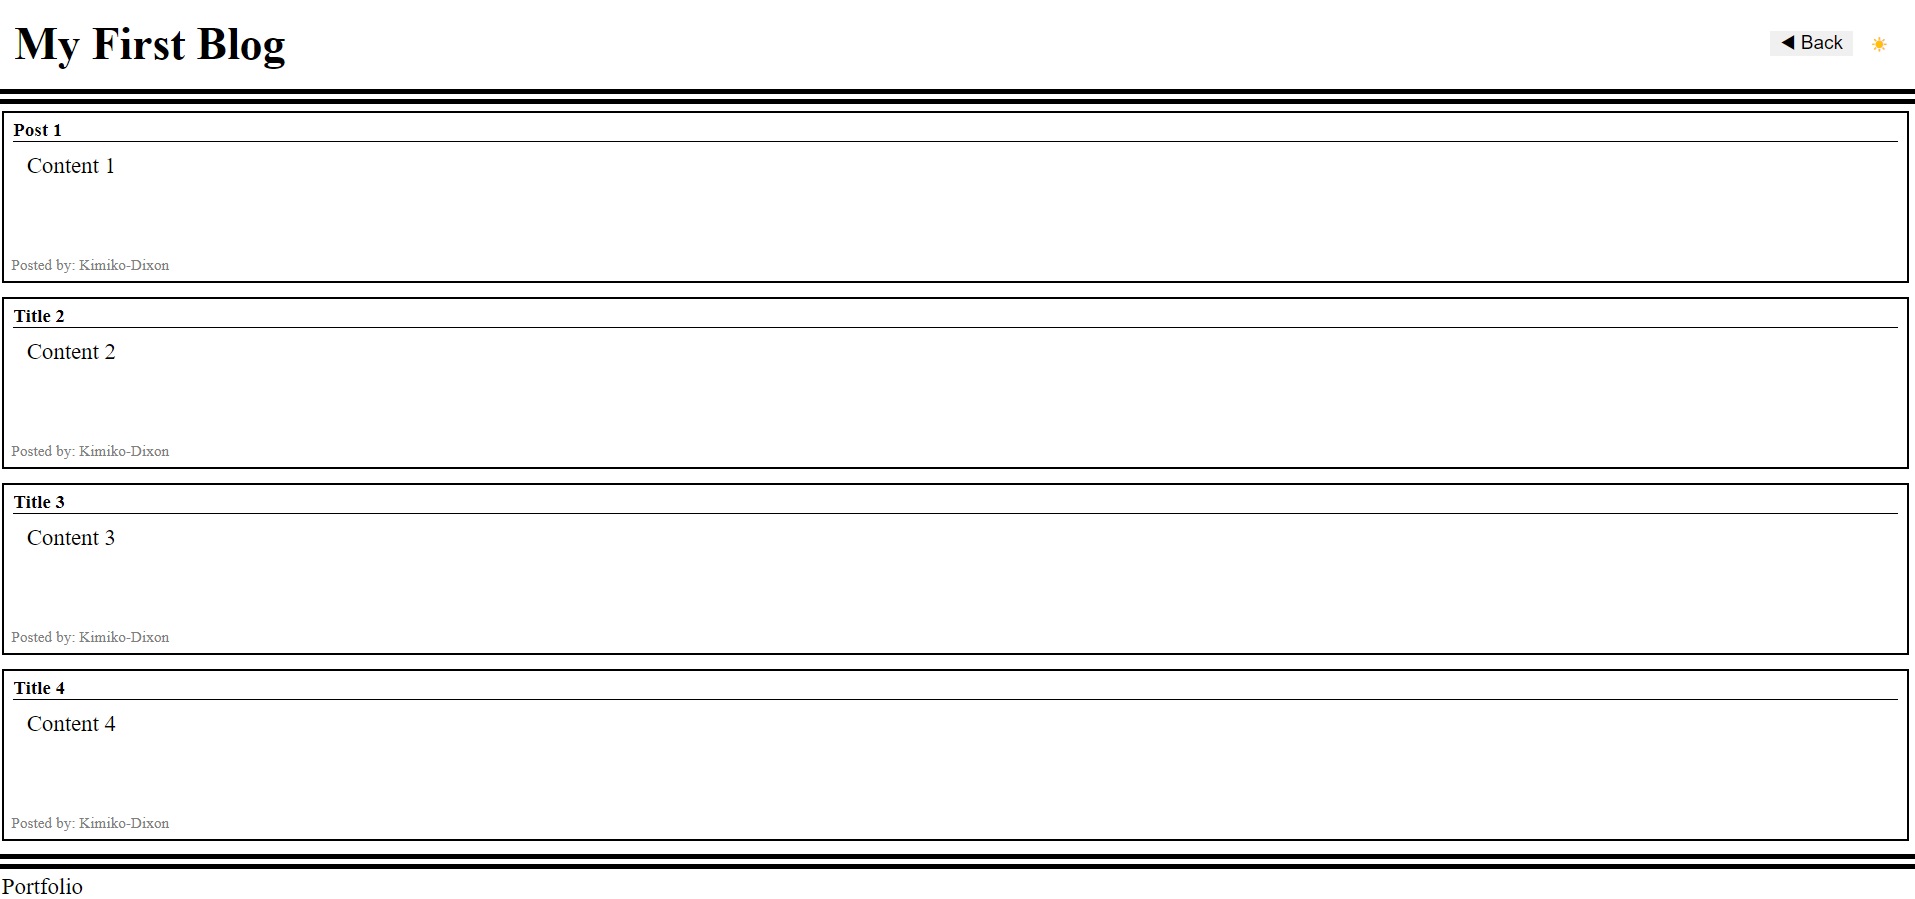 My First Blog
◀ Back
Post 1
Content 1
Posted by: Kimiko-Dixon
Title 2
Content 2
Posted by: Kimiko-Dixon
Title 3
Content 3
Posted by: Kimiko-Dixon
Title 4
Content 4
Posted by: Kimiko-Dixon
Portfolio